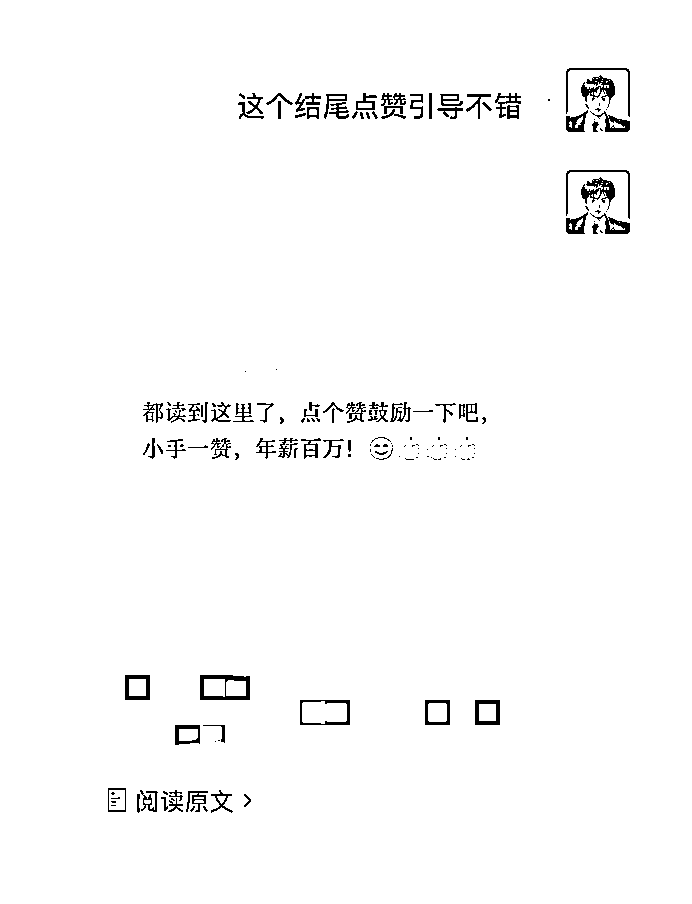 这个结尾点赞引导不错
都读到这里了，点个赞鼓励一下吧，
小手一赞，年薪百万！😊👍👍👍
阅读原文 >